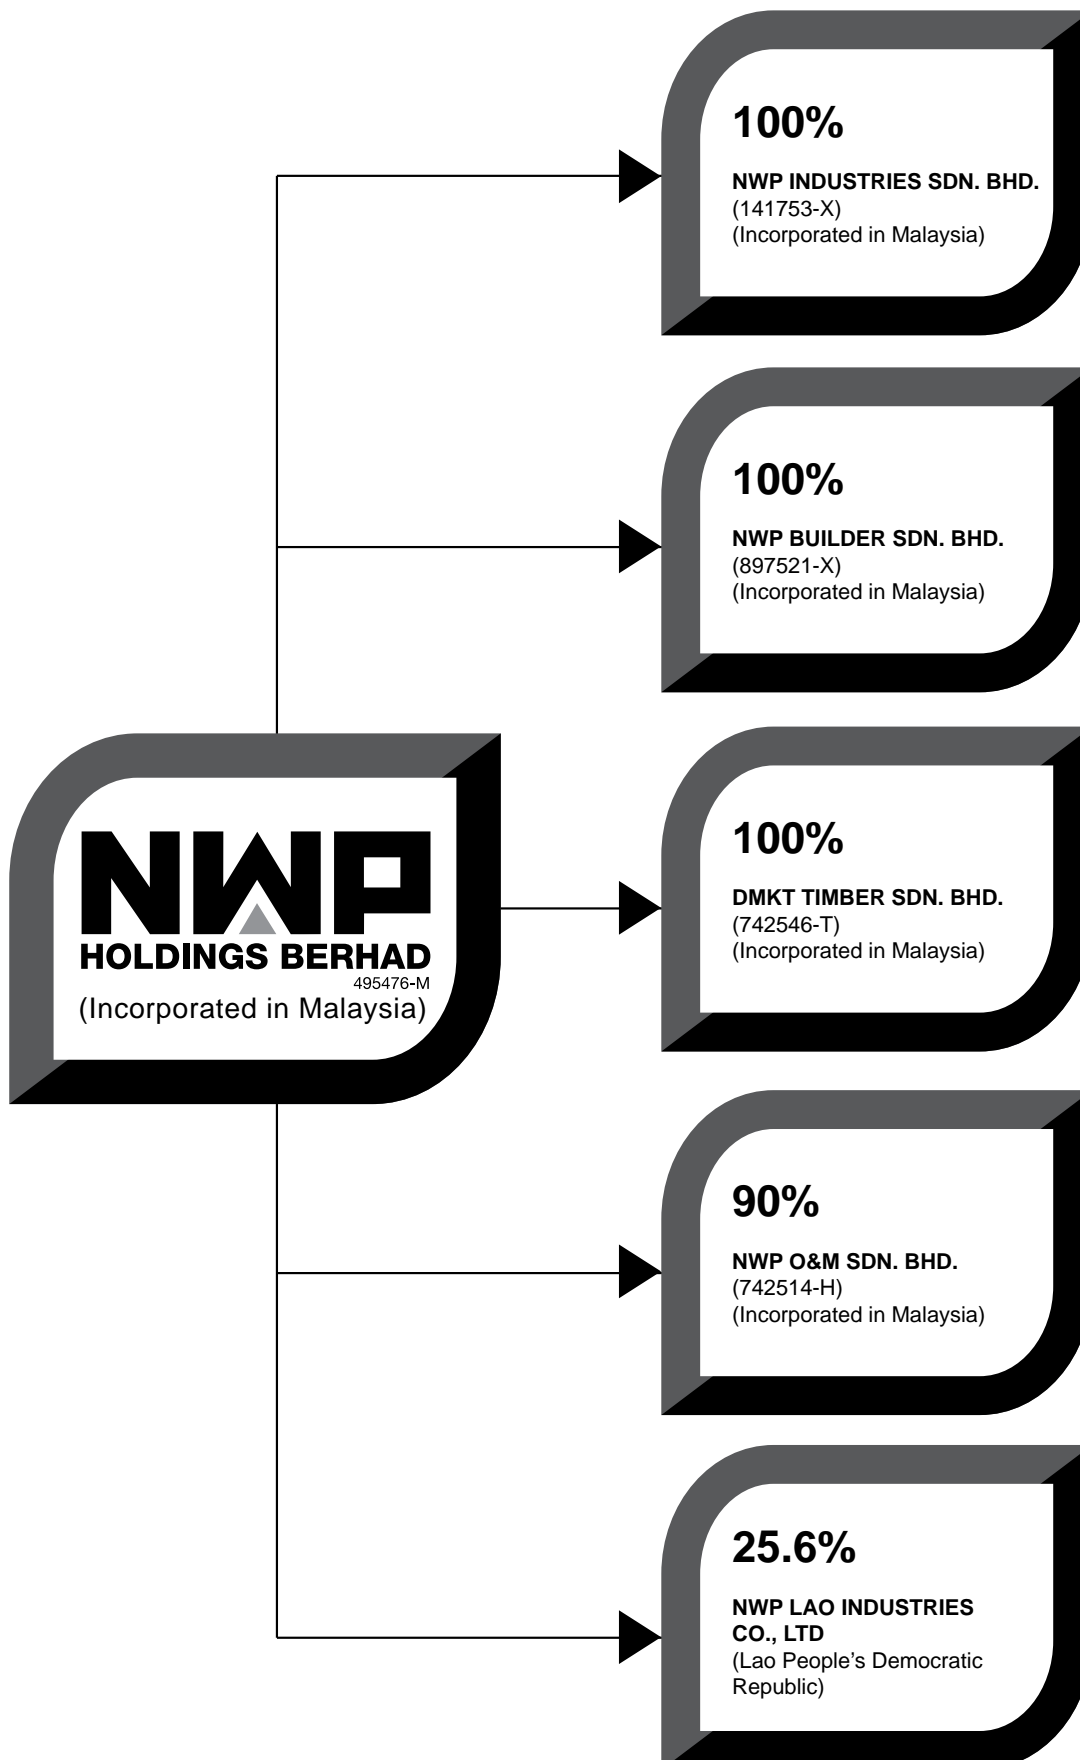 100%
NWP INDUSTRIES SDN. BHD.
(141753-X)
(Incorporated in Malaysia)
100%
NWP BUILDER SDN. BHD.
(897521-X)
(Incorporated in Malaysia)
NWP
HOLDINGS BERHAD
495476-M
(Incorporated in Malaysia)
100%
DMKT TIMBER SDN. BHD.
(742546-T)
(Incorporated in Malaysia)
90%
NWP O&M SDN. BHD.
(742514-H)
(Incorporated in Malaysia)
25.6%
NWP LAO INDUSTRIES
CO., LTD
(Lao People’s Democratic
Republic)